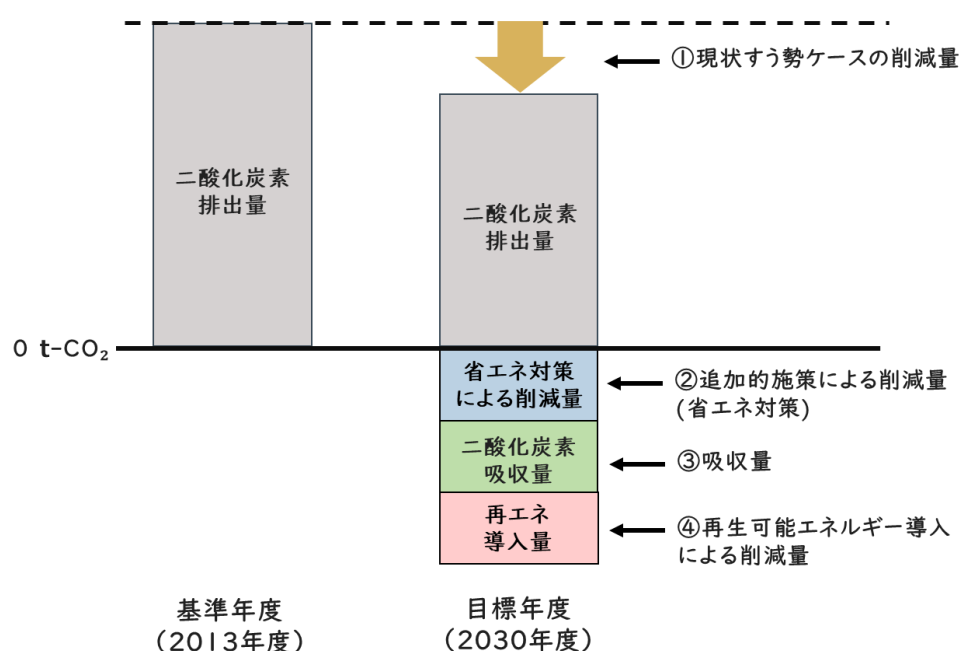 ①現状すう勢ケースの削減量
二酸化炭素
排出量
二酸化炭素
排出量
0 t-CO₂
省エネ対策
による削減量
②追加的施策による削減量
(省エネ対策)
二酸化炭素
吸収量
③吸収量
再エネ
導入量
④再生可能エネルギー導入
による削減量
基準年度
(2013年度)
目標年度
(2030年度)